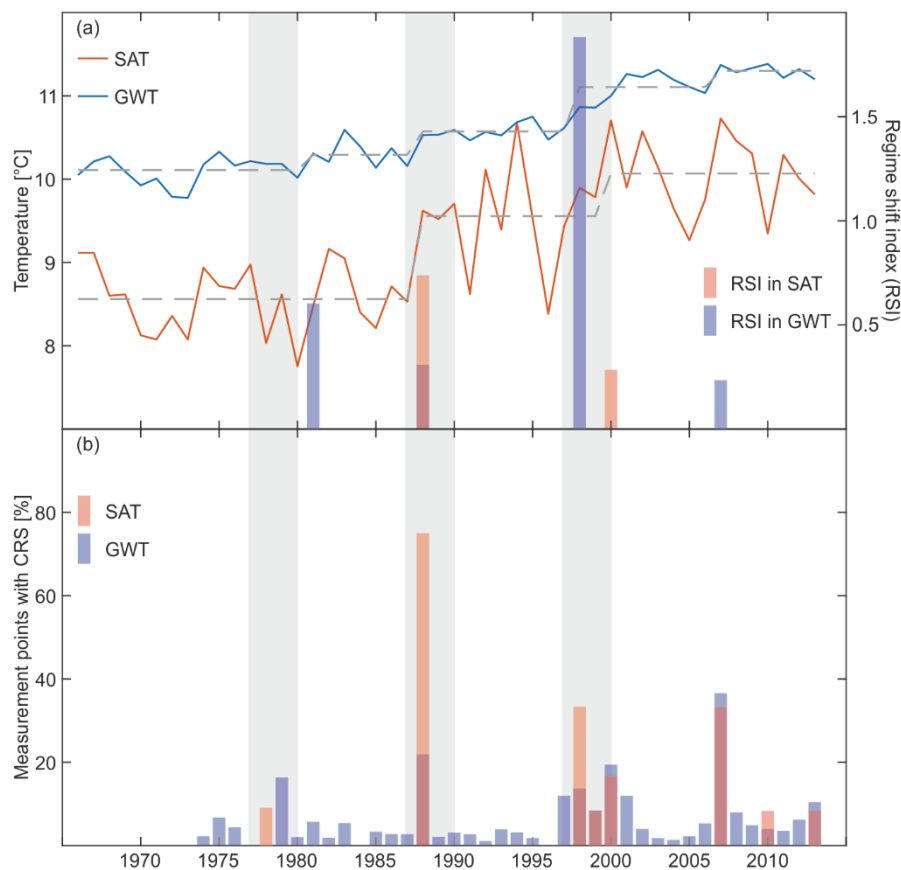 (a)
SAT
GWT
11
10
9
8
Temperature [°C]
1.5
1.0
0.5
Regime shift index (RSI)
RSI in SAT
RSI in GWT
(b)
SAT
GWT
80
60
40
20
Measurement points with CRS [%]
1970 1975 1980 1985 1990 1995 2000 2005 2010